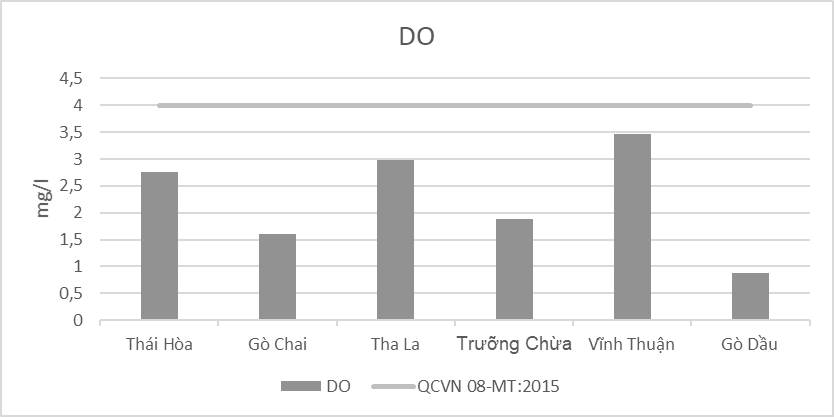 DO
mg/l
4,5
4
3,5
3
2,5
2
1,5
1
0,5
0
Thái Hòa Gò Chai Tha La Trưỡng Chừa Vĩnh Thuận Gò Dầu
DO QCVN 08-MT:2015